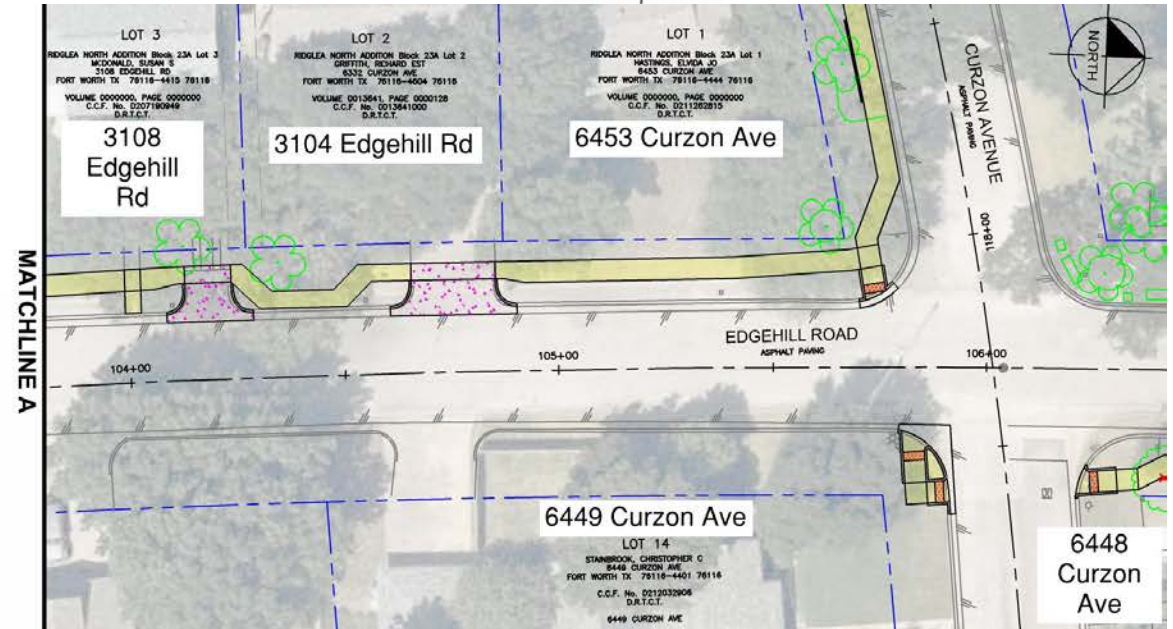 LOT 3
RIDGLEA NORTH ADDITION Block 23A Lot 3
MCDONALD, SUSAN S
3108 EDGEHILL RD
FORT WORTH TX 76116-4415 76116
VOLUME 0000000, PAGE 0000000
C.C.F. No. 0207190949
D.R.T.C.T.
3108
Edgehill
Rd
LOT 2
RIDGLEA NORTH ADDITION Block 23A Lot 2
GRIFFITH, RICHARD EST
6332 CURZON AVE
FORT WORTH TX 76116-4604 76116
VOLUME 0013641, PAGE 0000128
C.C.F. No. 0013641000
D.R.T.C.T.
3104 Edgehill Rd
LOT 1
RIDGLEA NORTH ADDITION Block 23A Lot 1
HASTINGS, ELVIDA JO
6453 CURZON AVE
FORT WORTH TX 76116-4444 76116
VOLUME 0000000, PAGE 0000000
C.C.F. No. 0211262815
D.R.T.C.T.
6453 Curzon Ave
CURZON AVENUE
ASPHALT PAVING
NORTH
118+00
MATCHLINE A
EDGEHILL ROAD
ASPHALT PAVING
104+00
105+00
106+00
6449 Curzon Ave
LOT 14
STAINBROOK, CHRISTOPHER C
6449 CURZON AVE
FORT WORTH TX 76116-4401 76116
C.C.F. No. 0212032906
D.R.T.C.T.
6449 CURZON AVE
6448
Curzon
Ave